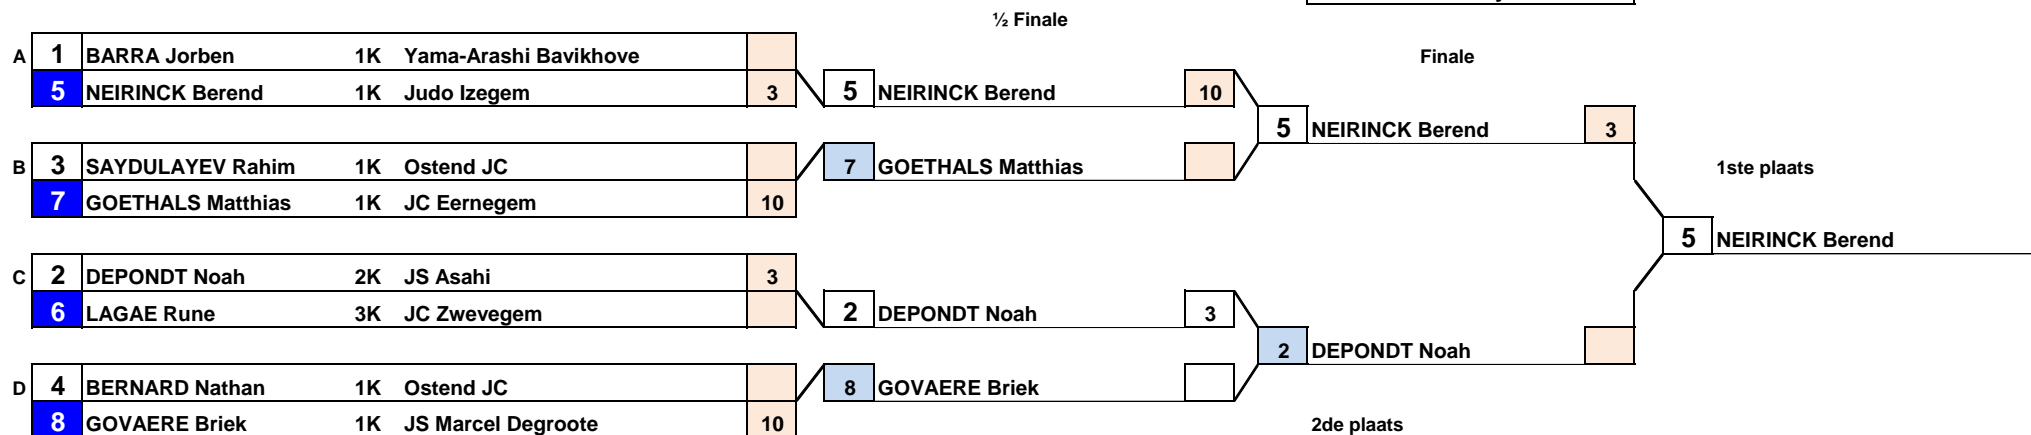 ½ Finale
A 1 BARRA Jorben 1K Yama-Arashi Bavikhove
Finale
5 NEIRINCK Berend 1K Judo Izegem 3
5 NEIRINCK Berend 10
5 NEIRINCK Berend 3
B 3 SAYDULAYEV Rahim 1K Ostend JC
7 GOETHALS Matthias
1ste plaats
7 GOETHALS Matthias 1K JC Eernegem 10
5 NEIRINCK Berend
C 2 DEPONDT Noah 2K JS Asahi 3
6 LAGAE Rune 3K JC Zwevegem
2 DEPONDT Noah 3
2 DEPONDT Noah
D 4 BERNARD Nathan 1K Ostend JC
8 GOVAERE Briek
8 GOVAERE Briek 1K JS Marcel Degroote 10
2de plaats